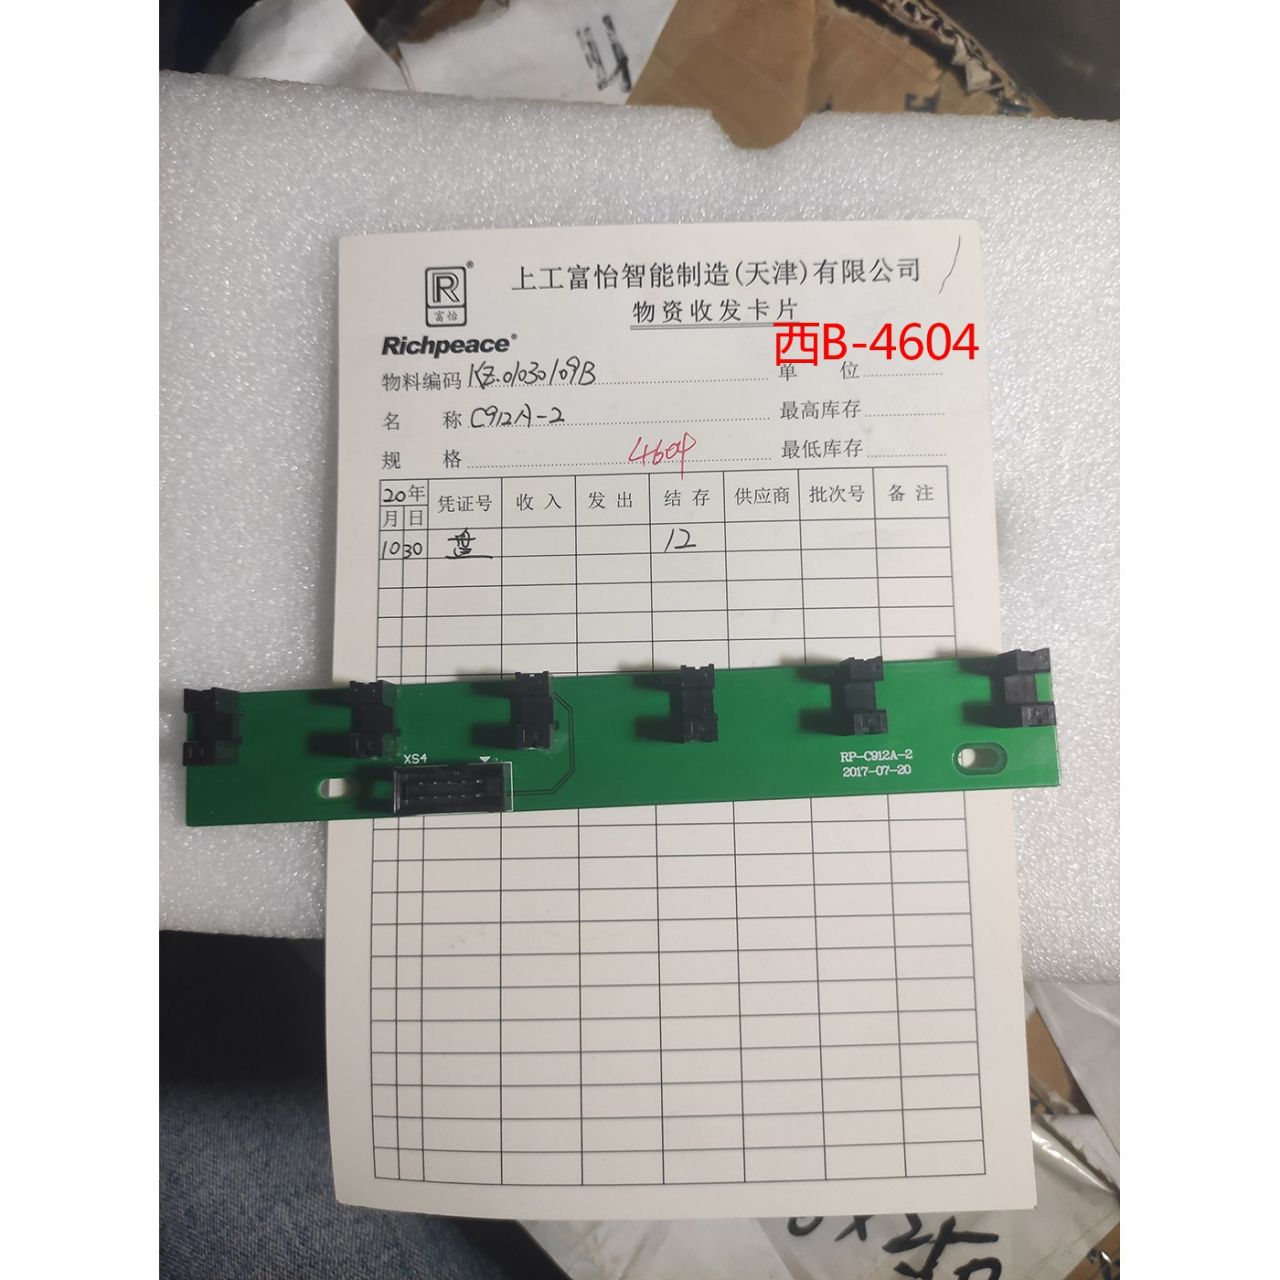 R®
富怡
Richpeace®
上工富怡智能制造(天津)有限公司
物资收发卡片
西B-4604
物料编码 KZ.01030109B 单 位
名 称 C912A-2 最高库存
规 格 4604 最低库存
20年 凭证号 收入 发出 结存 供应商 批次号 备注
月 日
10 30 盘 12
XS4
RP-C912A-2
2017-07-20